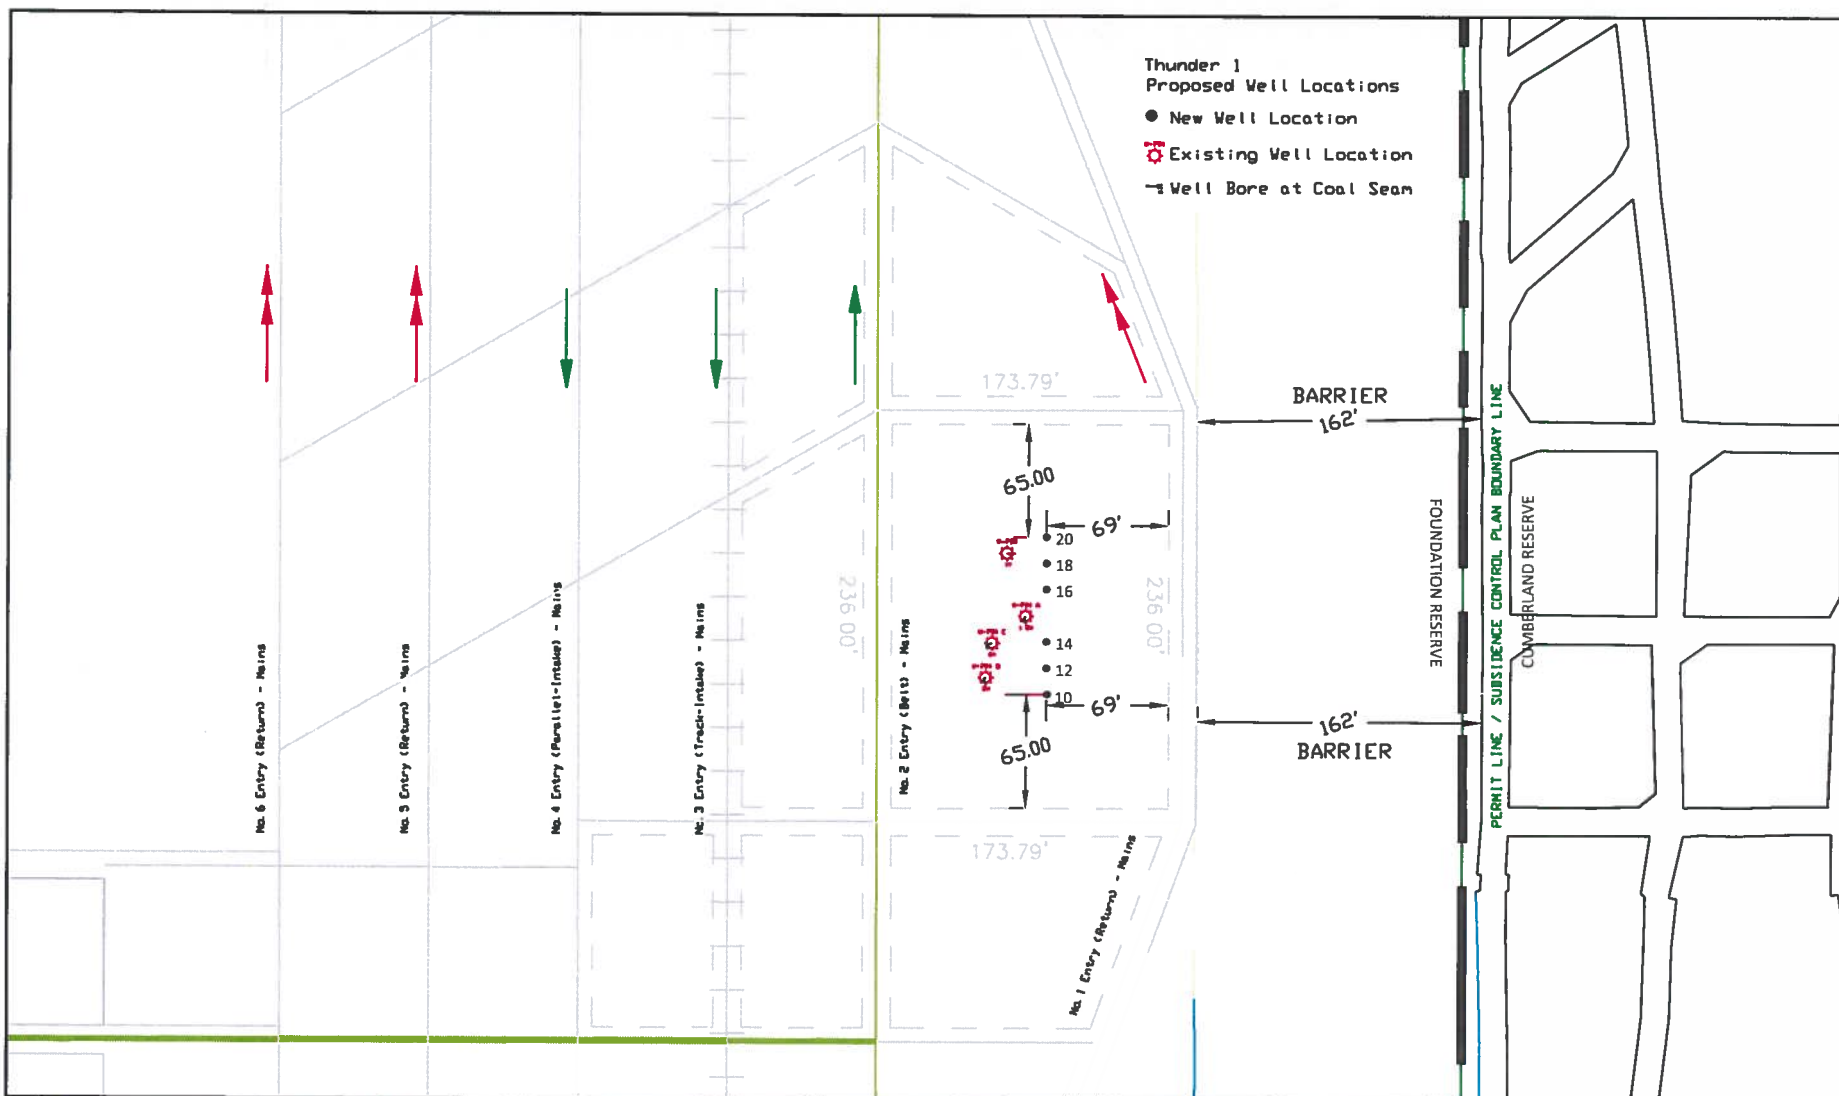 Thunder 1
Proposed Well Locations
New Well Location
Existing Well Location
Well Bore at Coal Seam
173.79'
BARRIER
162'
65.00
69'
20
18
16
14
12
10
69'
65.00
236.00'
236.00'
162'
BARRIER
173.79'
No. 6 Entry (Return) - Mains
No. 5 Entry (Return) - Mains
No. 4 Entry (Parallel-Intake) - Mains
No. 3 Entry (Track-Intake) - Mains
No. 2 Entry (Belt) - Mains
No. 1 Entry (Return) - Mains
FOUNDATION RESERVE
PERMIT LINE / SUBSIDENCE CONTROL PLAN BOUNDARY LINE
CUMBERLAND RESERVE